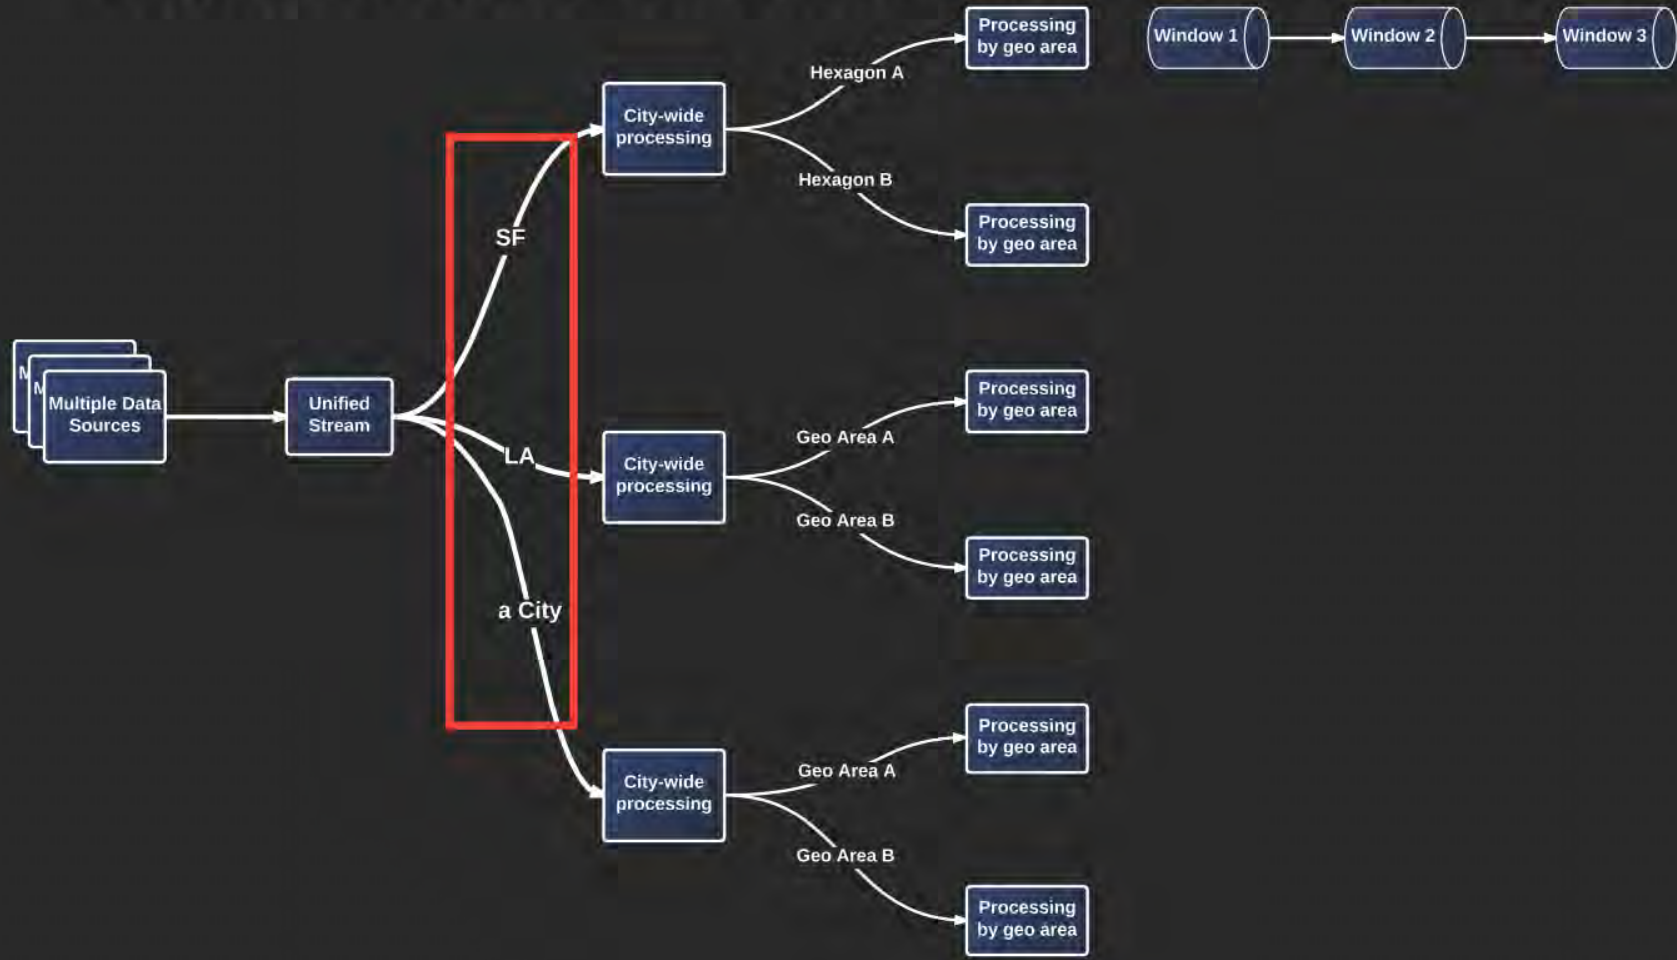 Processing
by geo area
Window 1
Window 2
Window 3
Hexagon A
City-wide
processing
Hexagon B
Processing
by geo area
SF
M
M
Multiple Data
Sources
Unified
Stream
LA
City-wide
processing
Processing
by geo area
Geo Area A
Geo Area B
Processing
by geo area
a City
City-wide
processing
Processing
by geo area
Geo Area A
Geo Area B
Processing
by geo area